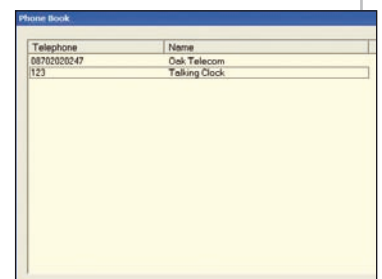 Phone Book
Telephone Name
08702020247 Oak Telecom
123 Talking Clock